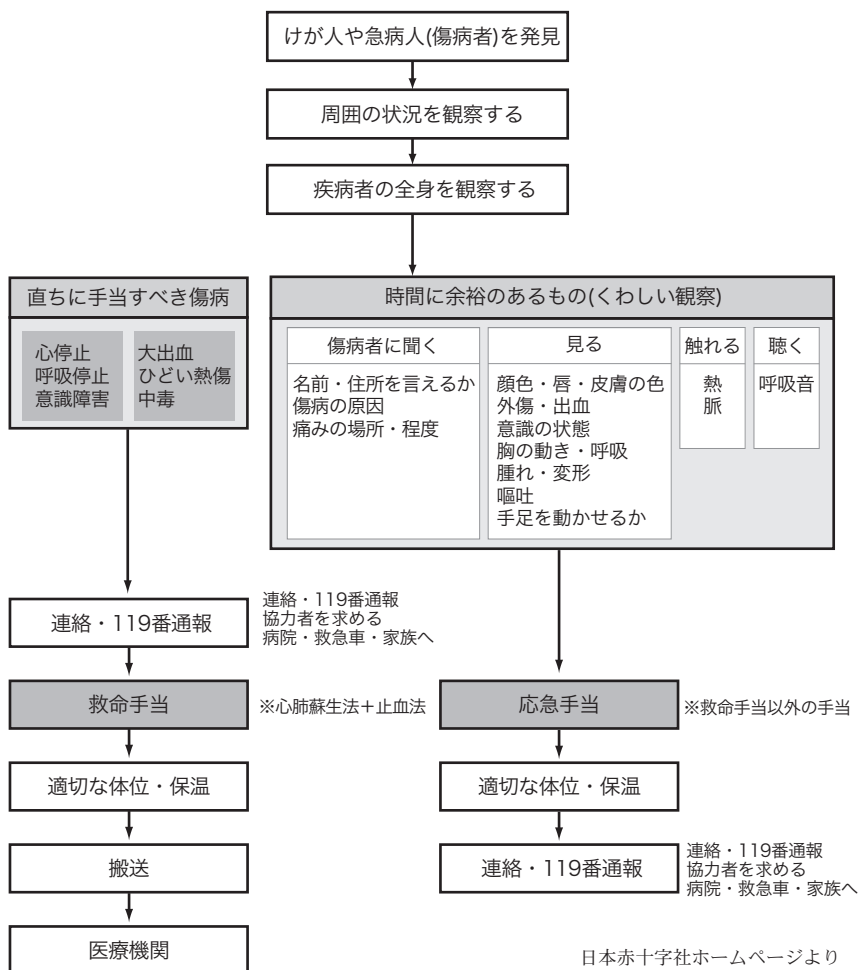 けが人や急病人(傷病者)を発見
周囲の状況を観察する
疾病者の全身を観察する
直ちに手当すべき傷病
心停止
呼吸停止
意識障害
大出血
ひどい熱傷
中毒
時間に余裕のあるもの(くわしい観察)
傷病者に聞く
名前・住所を言えるか
傷病の原因
痛みの場所・程度
見る
顔色・唇・皮膚の色
外傷・出血
意識の状態
胸の動き・呼吸
腫れ・変形
嘔吐
手足を動かせるか
触れる
熱
脈
聴く
呼吸音
連絡・119番通報
連絡・119番通報
協力者を求める
病院・救急車・家族へ
救命手当
※心肺蘇生法+止血法
適切な体位・保温
搬送
医療機関
応急手当
※救命手当以外の手当
適切な体位・保温
連絡・119番通報
連絡・119番通報
協力者を求める
病院・救急車・家族へ
日本赤十字社ホームページより